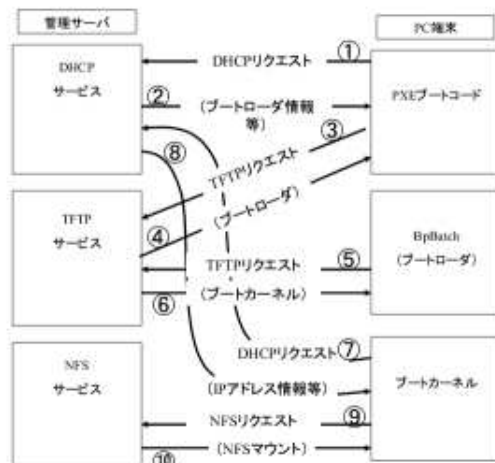 管理サーバ
PC端末
DHCP
サービス
DHCPリクエスト
①
PXEブートコード
②
(ブートローダ情報
等)
③
⑧
TFTPリクエスト
(ブートローダ)
TFTP
サービス
④
BpBatch
(ブートローダ)
TFTPリクエスト
⑤
⑥
(ブートカーネル)
DHCPリクエスト
⑦
NFS
サービス
(IPアドレス情報等)
ブートカーネル
NFSリクエスト
⑨
(NFSマウント)
⑩